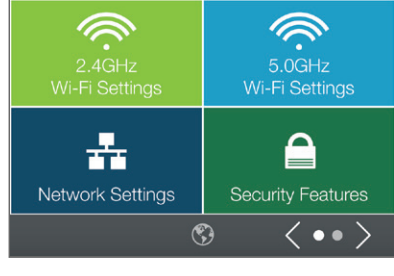 2.4GHz
Wi-Fi Settings
5.0GHz
Wi-Fi Settings
Network Settings
Security Features